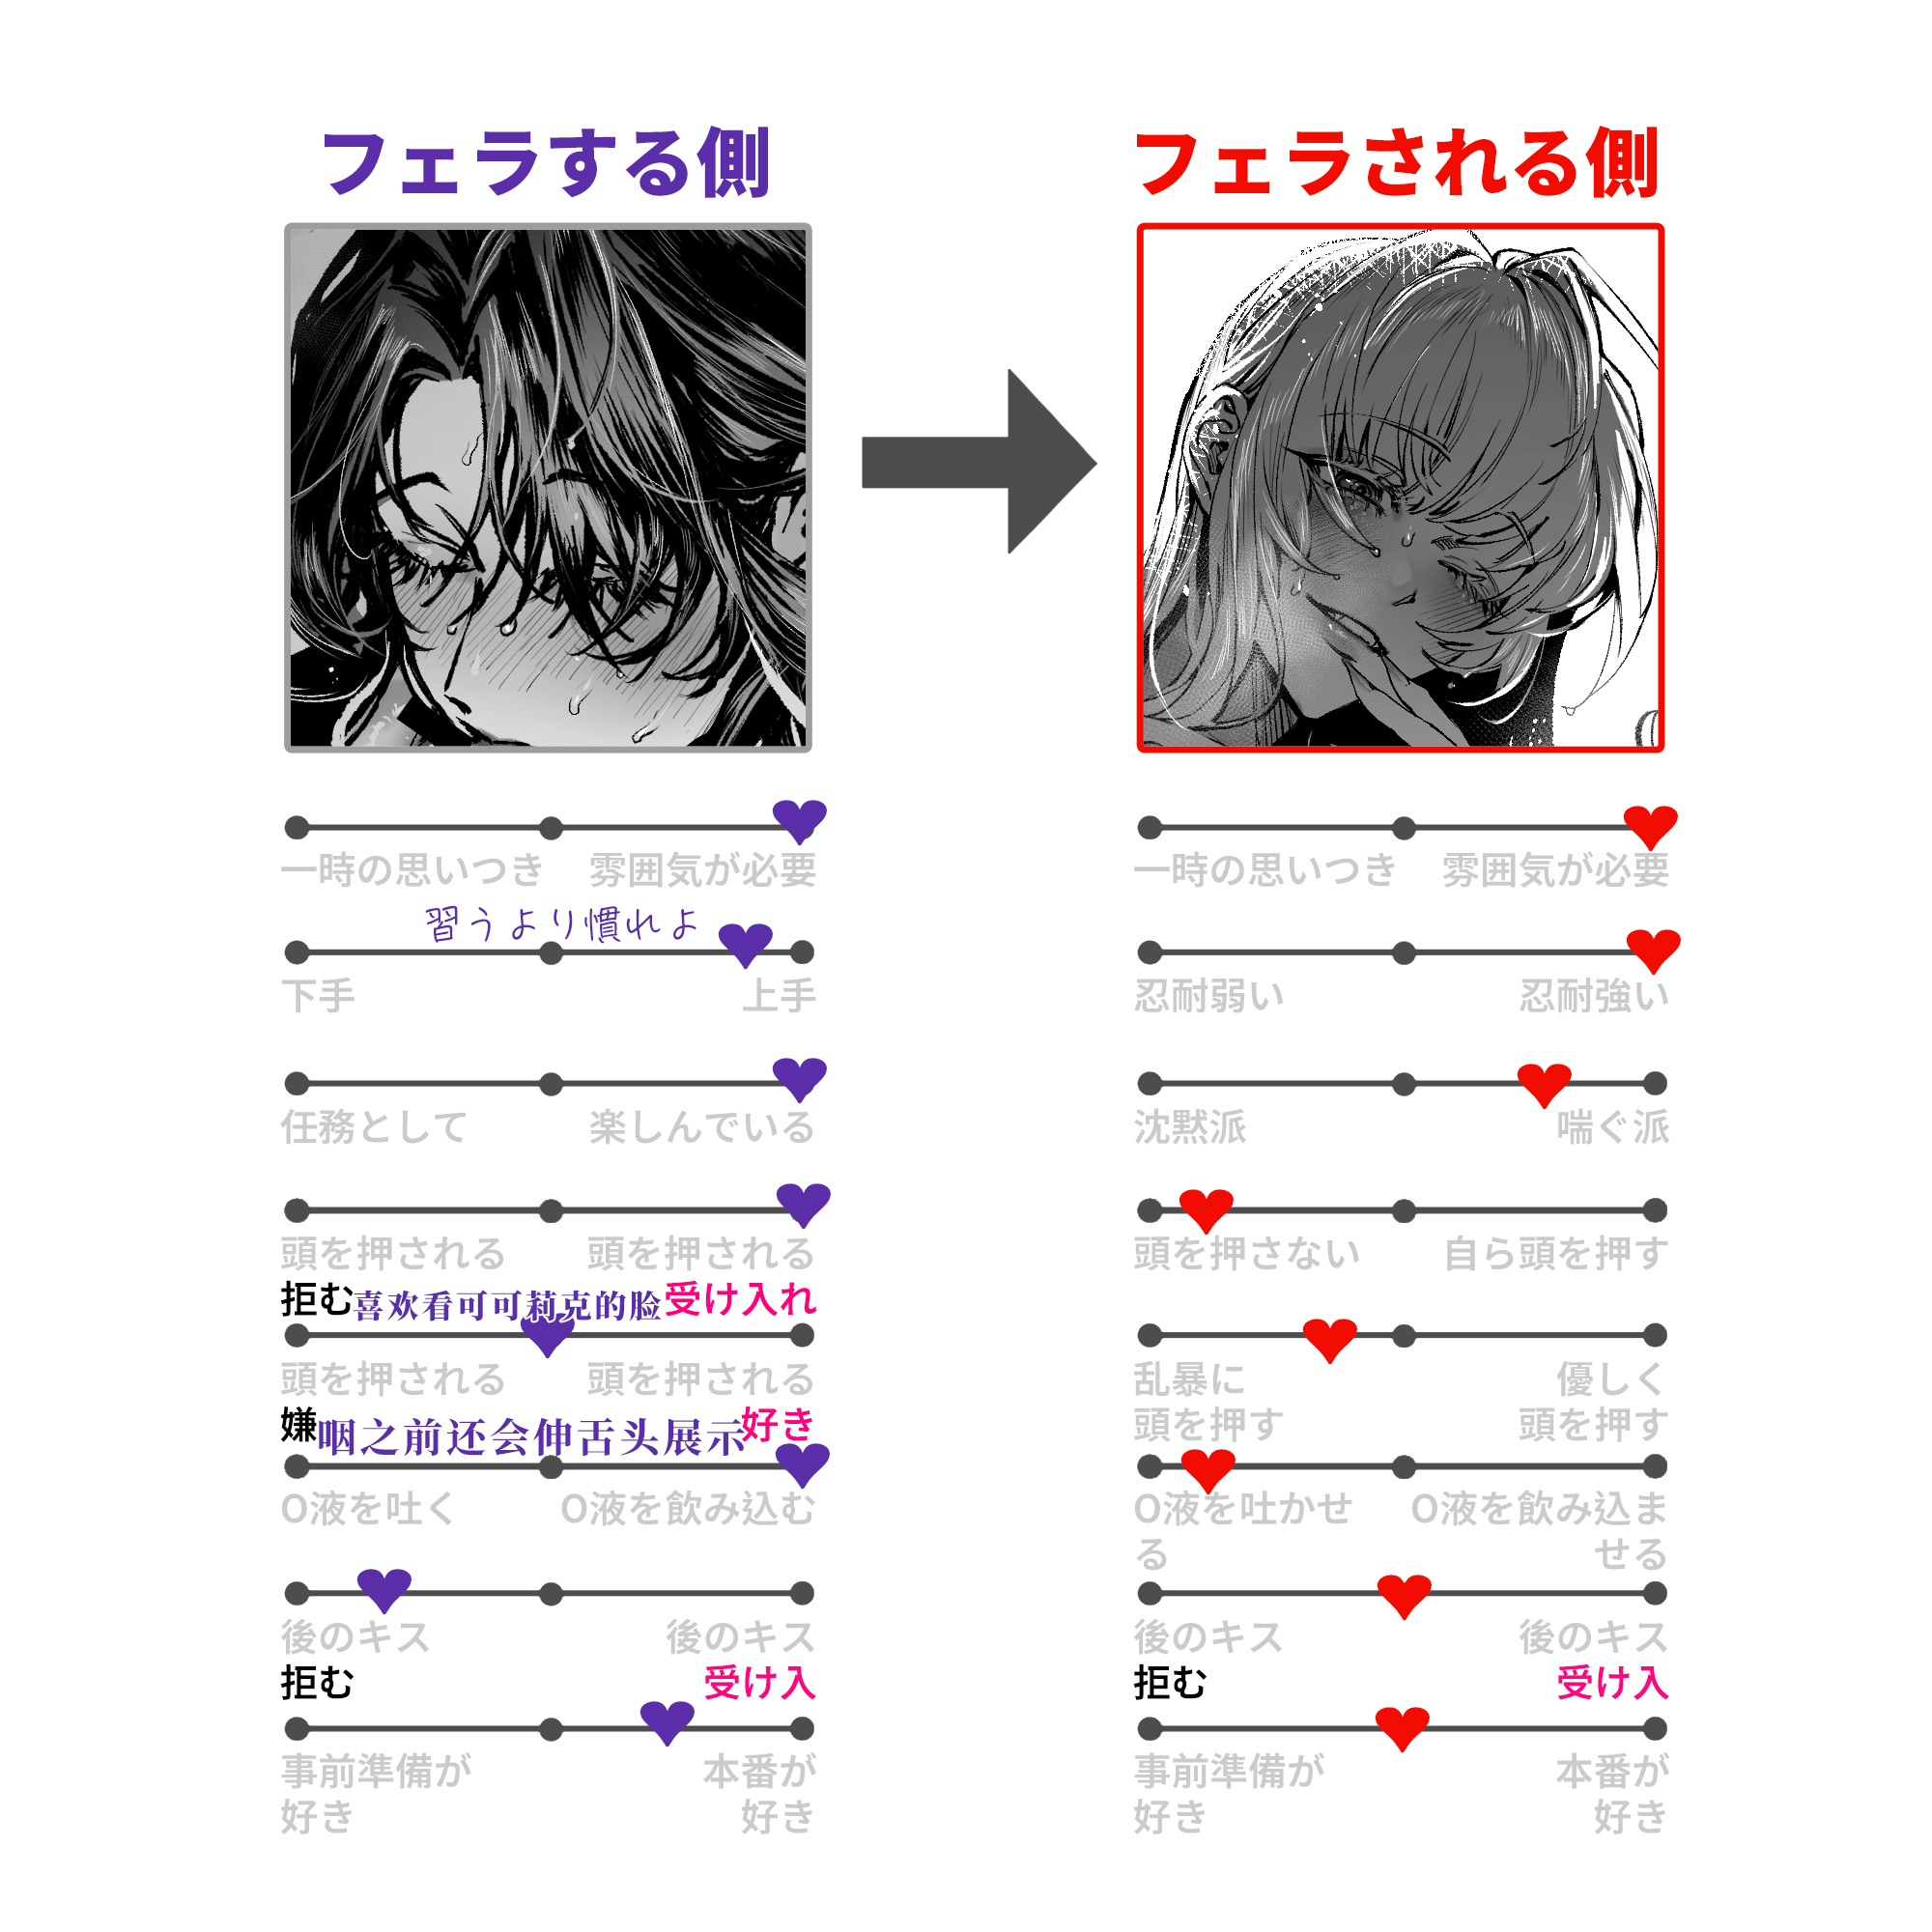 フェラする側
一時の思いつき 雰囲気が必要
習うより慣れよ
下手 上手
任務として 楽しんでいる
頭を押される 頭を押される
拒む 喜欢看可可莉克的脸 受け入れ
頭を押される 頭を押される
嫌 咽之前还会伸舌头展示 好き
O液を吐く O液を飲み込む
後のキス 後のキス
拒む 受け入
事前準備が 本番が
好き 好き
フェラされる側
一時の思いつき 雰囲気が必要
忍耐弱い 忍耐強い
沈黙派 喘ぐ派
頭を押さない 自ら頭を押す
乱暴に 優しく
頭を押す 頭を押す
O液を吐かせ O液を飲み込ま
る せる
後のキス 後のキス
拒む 受け入
事前準備が 本番が
好き 好き